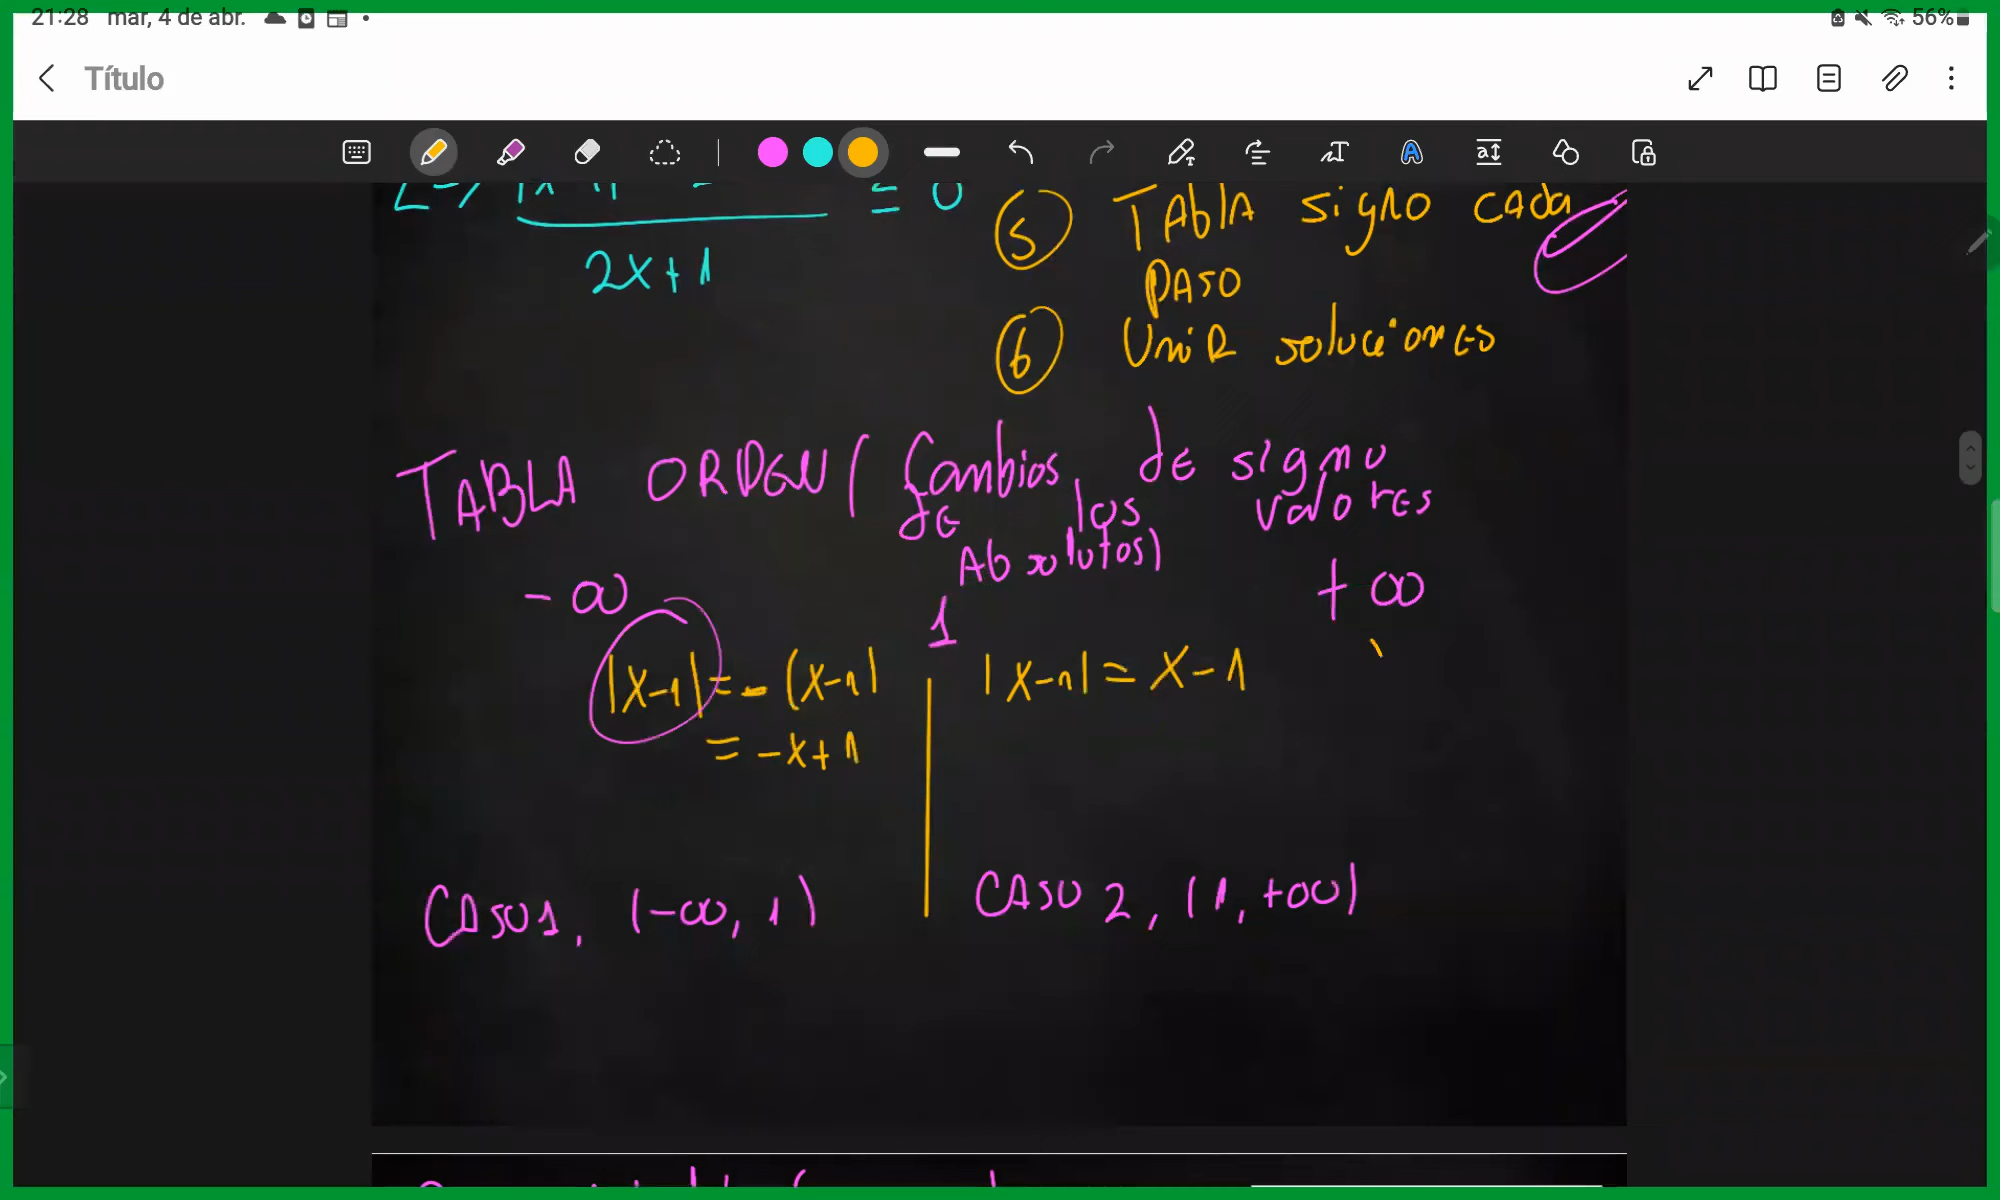 21:28 mar, 4 de abr. 56%
Título
≤ 0
2x+1
5 TAblA signo cada
PASO
6 UniR soluciones
TABLA ORDEN (Cambios de signo
de los valores
Absolutos)
-∞ 1 +∞
|x-1| = -(x-1) |x-1| = x-1
= -x+1
CASO 1, (-∞, 1) CASO 2, (1, +∞)